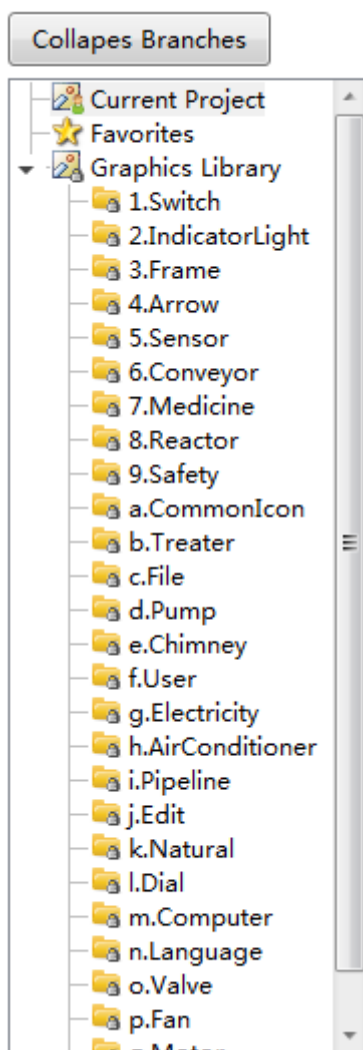 Collapes Branches
Current Project
Favorites
Graphics Library
1.Switch
2.IndicatorLight
3.Frame
4.Arrow
5.Sensor
6.Conveyor
7.Medicine
8.Reactor
9.Safety
a.CommonIcon
b.Treater
c.File
d.Pump
e.Chimney
f.User
g.Electricity
h.AirConditioner
i.Pipeline
j.Edit
k.Natural
l.Dial
m.Computer
n.Language
o.Valve
p.Fan